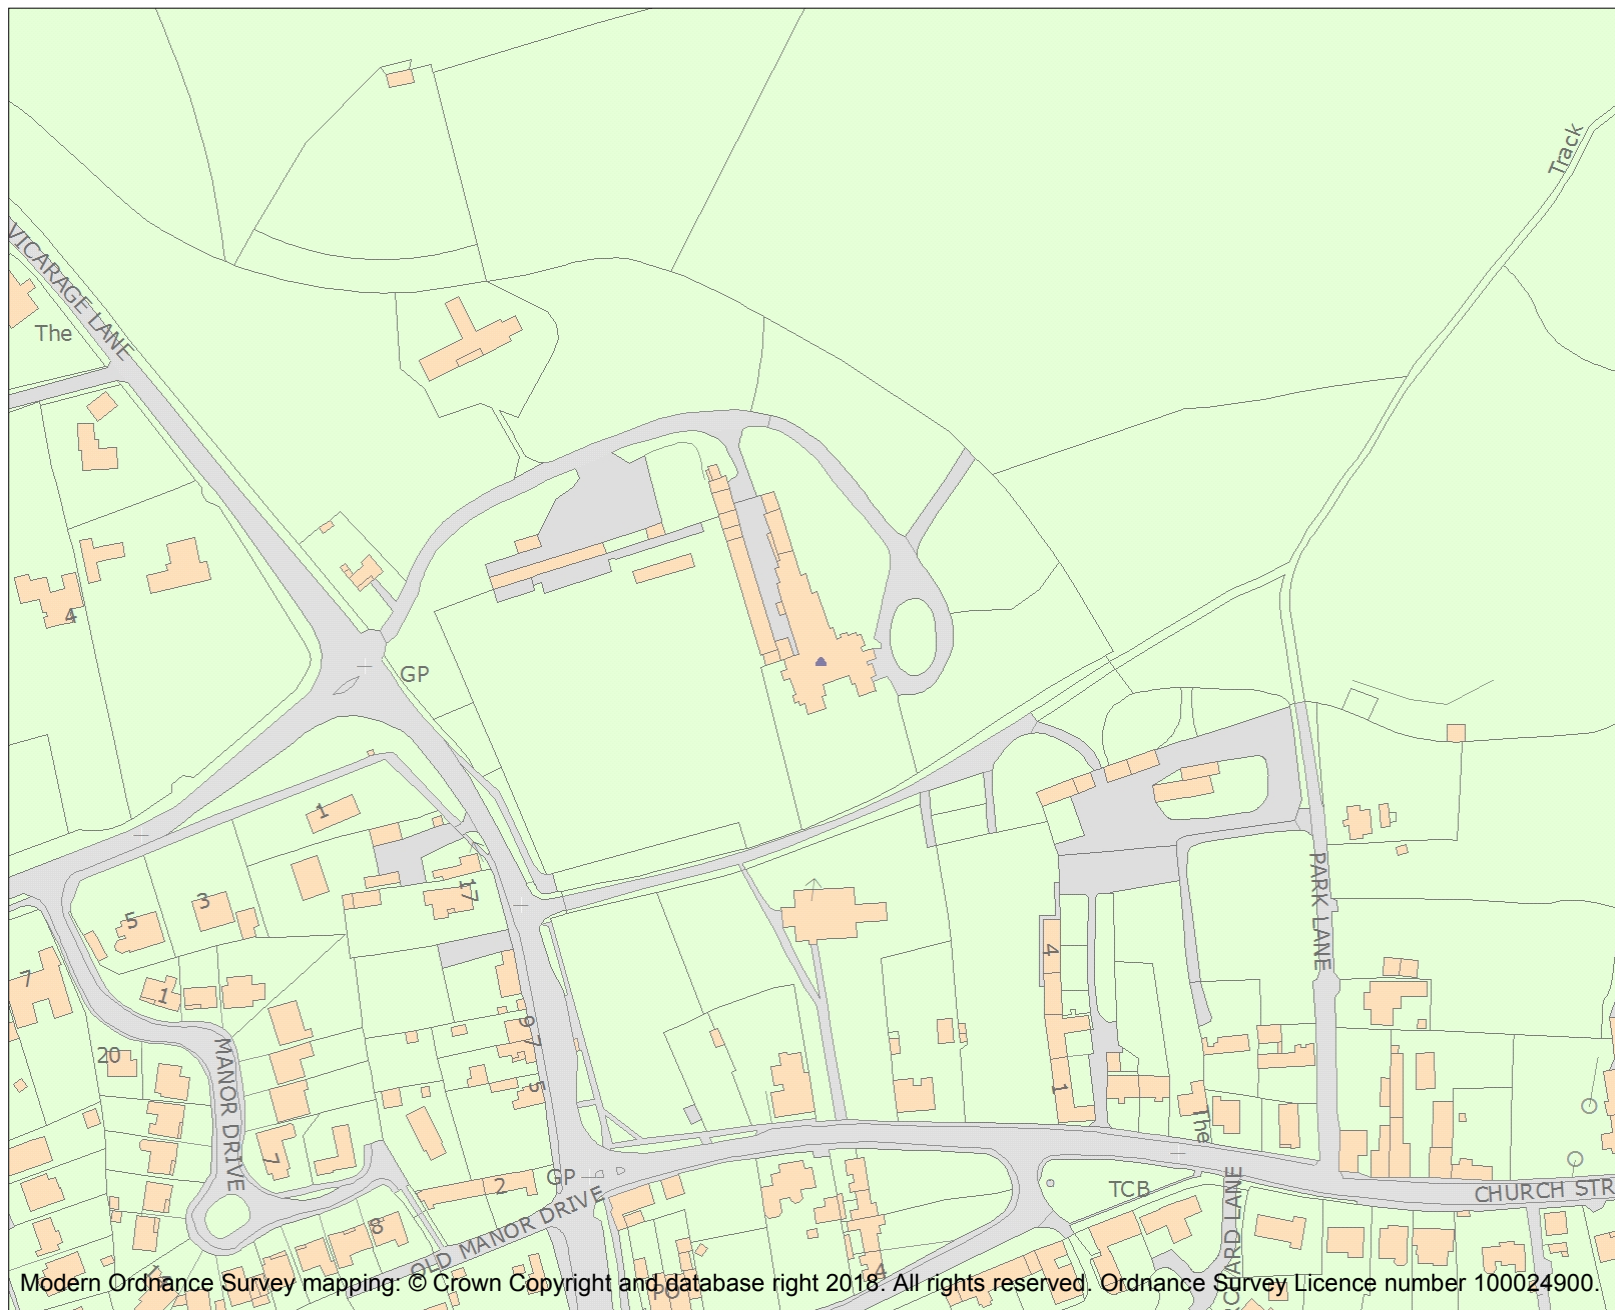 Track
VICARAGE LANE
The
4
GP
1
17
3
5
PARK LANE
7
4
1
9
7
20
MANOR DRIVE
5
1
The
7
GP
2
TCB
CHURCH STR
OLD MANOR DRIVE
8
4
Modern Ordnance Survey mapping: © Crown Copyright and database right 2018. All rights reserved. Ordnance Survey Licence number 100024900.